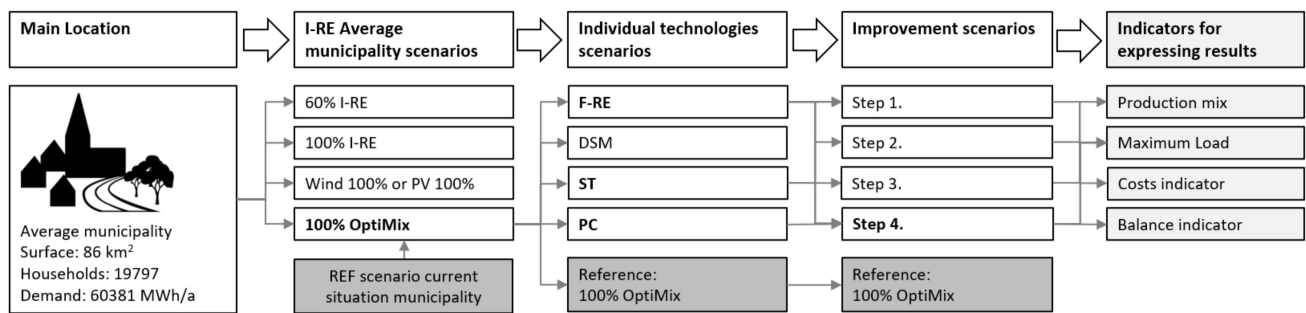 Main Location
I-RE Average
municipality scenarios
Individual technologies
scenarios
Improvement scenarios
Indicators for
expressing results
Average municipality
Surface: 86 km²
Households: 19797
Demand: 60381 MWh/a
60% I-RE
100% I-RE
Wind 100% or PV 100%
100% OptiMix
REF scenario current
situation municipality
F-RE
DSM
ST
PC
Reference:
100% OptiMix
Step 1.
Step 2.
Step 3.
Step 4.
Reference:
100% OptiMix
Production mix
Maximum Load
Costs indicator
Balance indicator